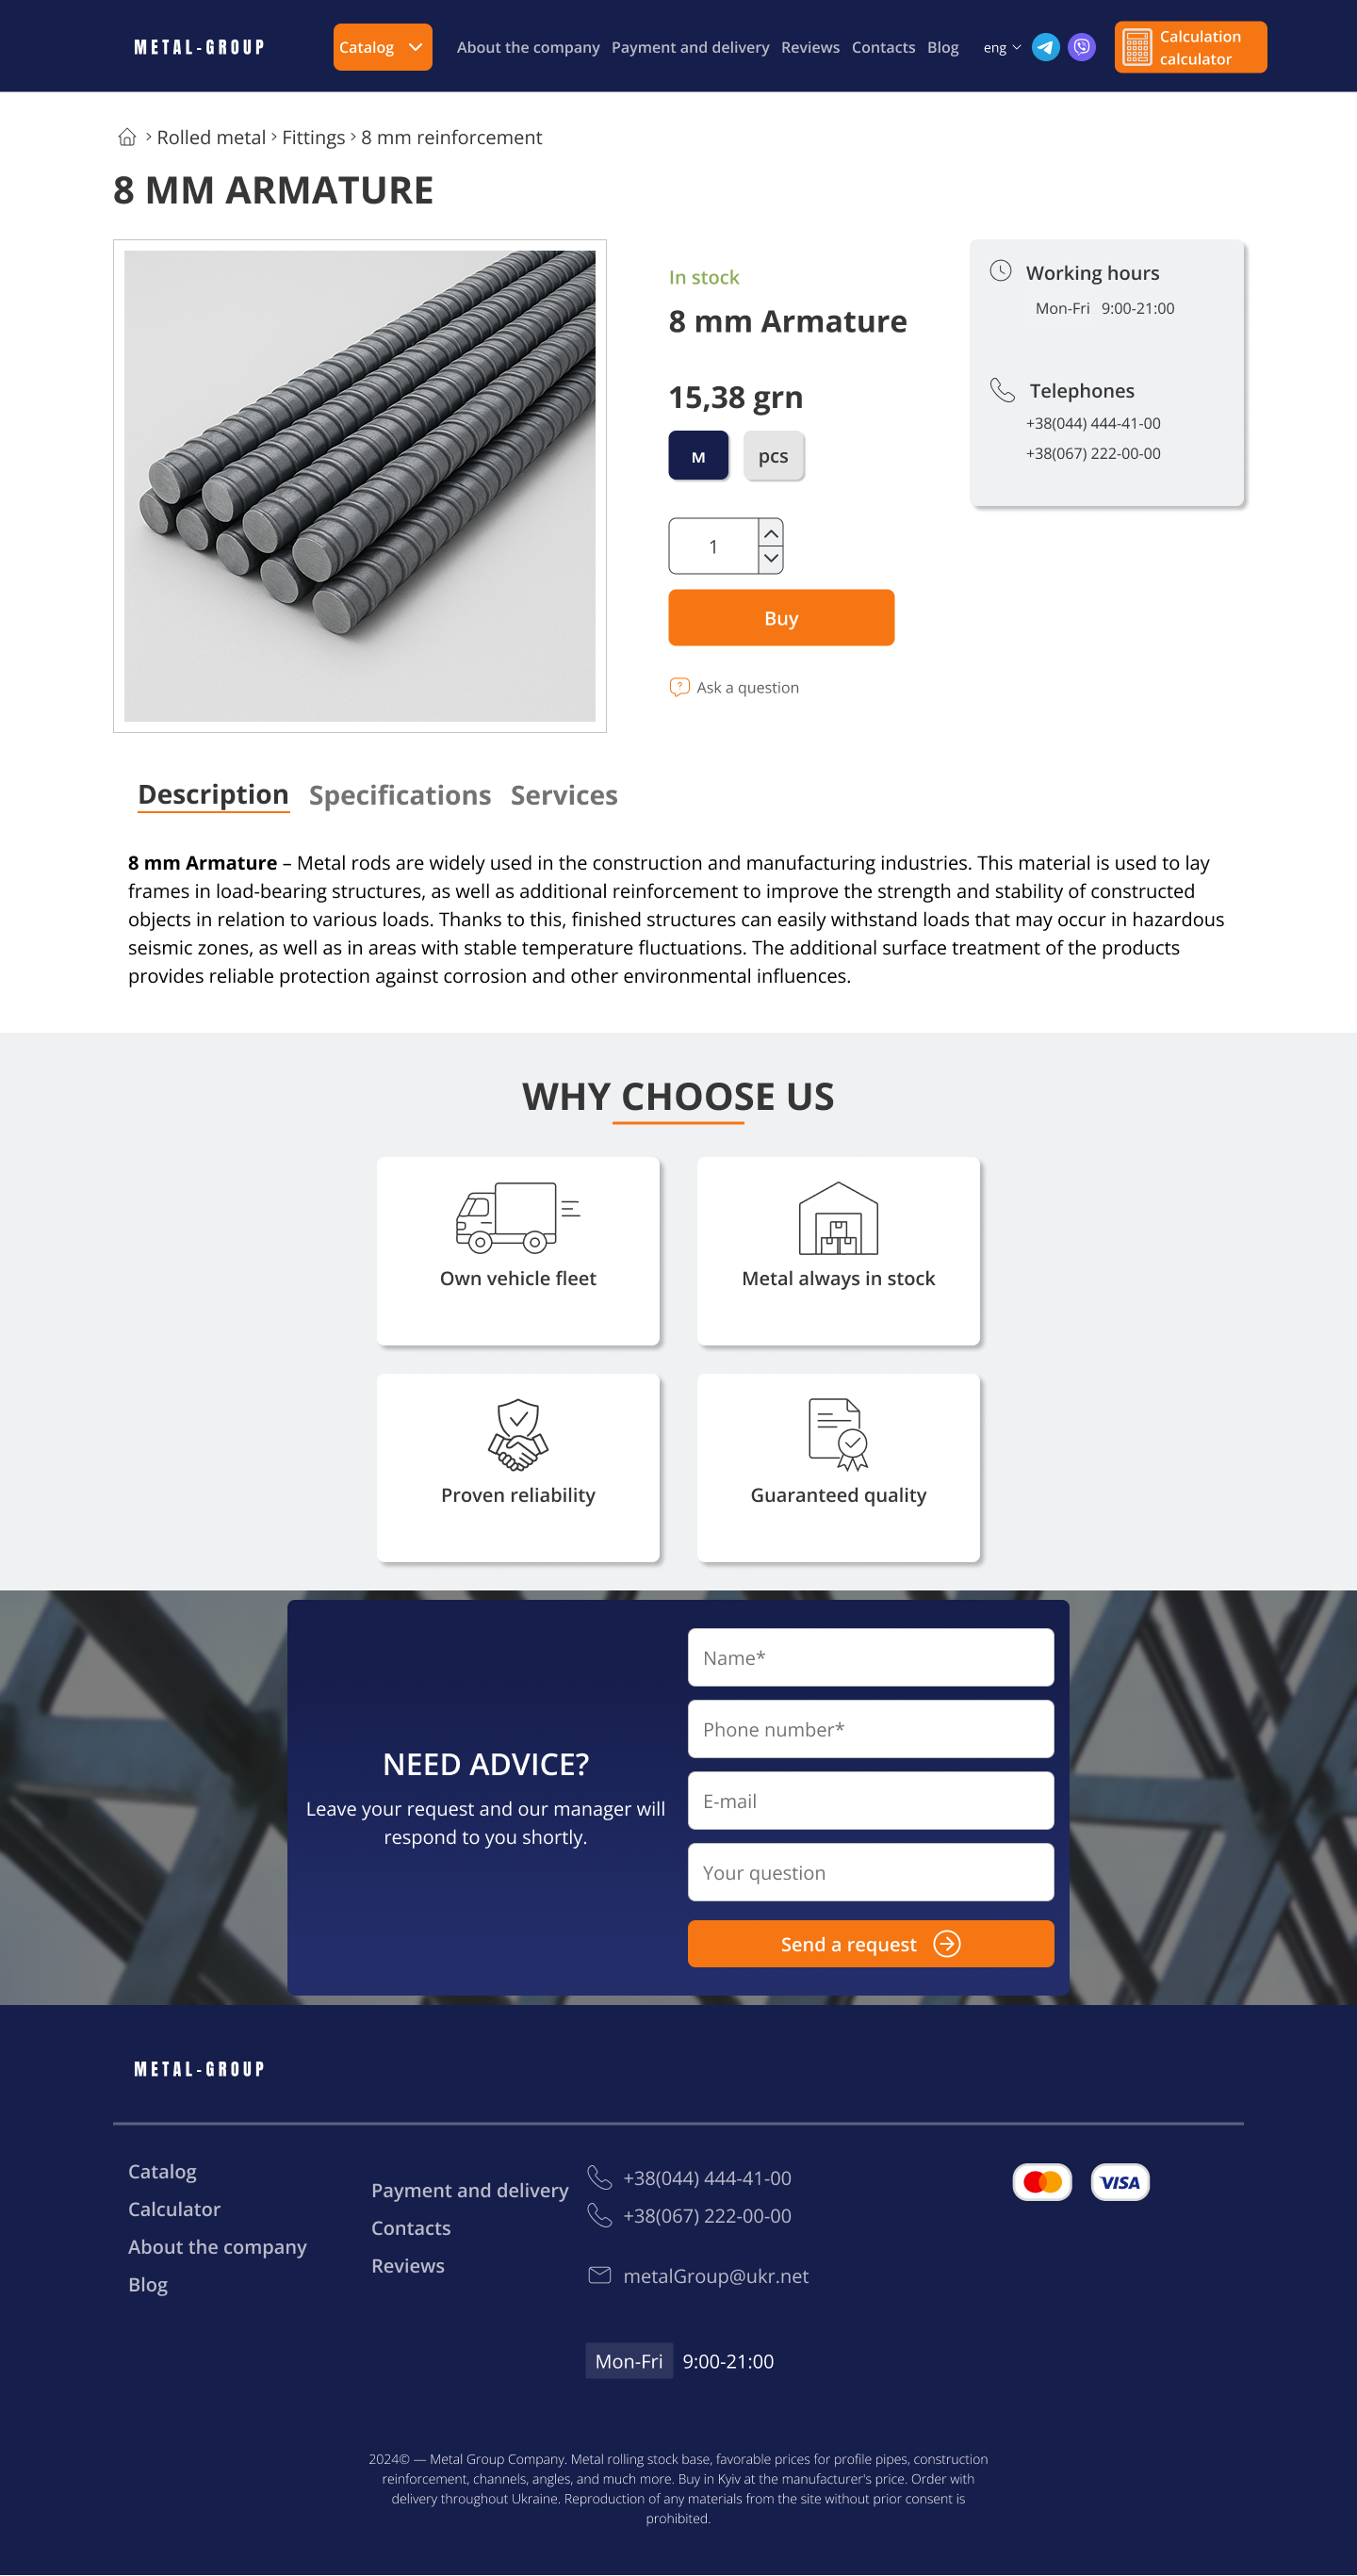 METAL-GROUP
Catalog
About the company
Payment and delivery
Reviews
Contacts
Blog
eng
Calculation
calculator
Rolled metal
Fittings
8 mm reinforcement
8 MM ARMATURE
In stock
8 mm Armature
15,38 grn
м
pcs
1
Buy
Ask a question
Working hours
Mon-Fri 9:00-21:00
Telephones
+38(044) 444-41-00
+38(067) 222-00-00
Description
Specifications
Services
8 mm Armature – Metal rods are widely used in the construction and manufacturing industries. This material is used to lay
frames in load-bearing structures, as well as additional reinforcement to improve the strength and stability of constructed
objects in relation to various loads. Thanks to this, finished structures can easily withstand loads that may occur in hazardous
seismic zones, as well as in areas with stable temperature fluctuations. The additional surface treatment of the products
provides reliable protection against corrosion and other environmental influences.
WHY CHOOSE US
Own vehicle fleet
Metal always in stock
Proven reliability
Guaranteed quality
NEED ADVICE?
Leave your request and our manager will
respond to you shortly.
Name*
Phone number*
E-mail
Your question
Send a request
METAL-GROUP
Catalog
Calculator
About the company
Blog
Payment and delivery
Contacts
Reviews
+38(044) 444-41-00
+38(067) 222-00-00
metalGroup@ukr.net
Mon-Fri 9:00-21:00
VISA
2024© — Metal Group Company. Metal rolling stock base, favorable prices for profile pipes, construction
reinforcement, channels, angles, and much more. Buy in Kyiv at the manufacturer's price. Order with
delivery throughout Ukraine. Reproduction of any materials from the site without prior consent is
prohibited.